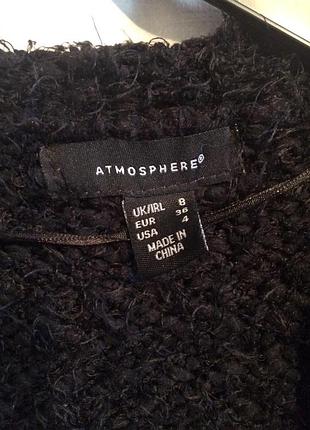 ATMOSPHERE®
UK/IRL 8
EUR 36
USA 4
MADE IN
CHINA